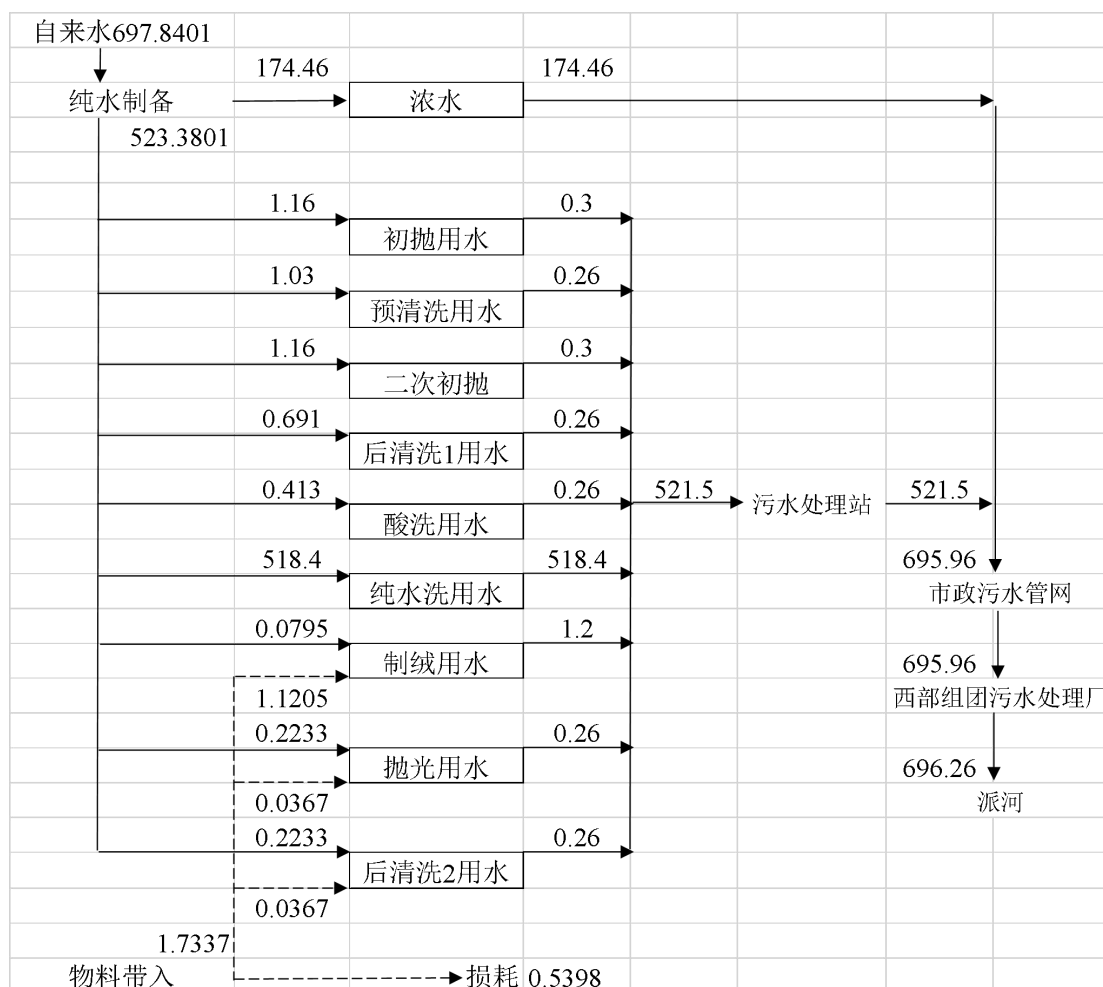 自来水697.8401
174.46
174.46
纯水制备
浓水
523.3801
1.16
0.3
初抛用水
1.03
0.26
预清洗用水
1.16
0.3
二次初抛
0.691
0.26
后清洗1用水
0.413
0.26
521.5
污水处理站
521.5
酸洗用水
518.4
518.4
695.96
纯水洗用水
市政污水管网
0.0795
1.2
制绒用水
695.96
1.1205
西部组团污水处理厂
0.2233
0.26
抛光用水
696.26
0.0367
派河
0.2233
0.26
后清洗2用水
0.0367
1.7337
物料带入
损耗 0.5398